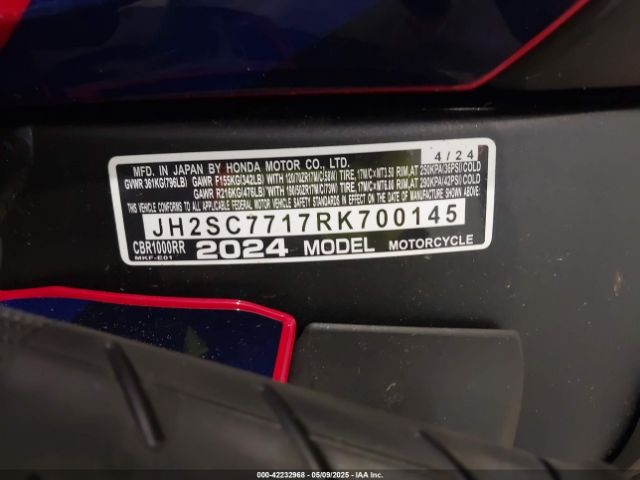 MFD. IN JAPAN BY HONDA MOTOR CO., LTD. 4/24
GVWR 361KG(796LB) GAWR F155KG(342LB)WITH 120/70ZR17M/C(58W) TIRE, 17M/C×MT3.50 RIM,AT 250KPA(36PSI)COLD
GAWR R216KG(476LB)WITH 190/50ZR17M/C(73W) TIRE, 17M/C×MT6.00 RIM,AT 290KPA(42PSI)COLD
THIS VEHICLE CONFORMS TO ALL APPLICABLE FEDERAL MOTOR VEHICLE SAFETY STANDARDS IN EFFECT ON THE DATE OF MANUFACTURE SHOWN ABOVE.
JH2SC7717RK700145
CBR1000RR 2024 MODEL MOTORCYCLE
MKF-E01
000-42232968 - 05/09/2025 - IAA Inc.